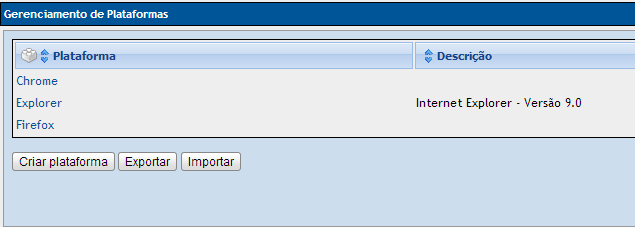 Gerenciamento de Plataformas
Plataforma Descrição
Chrome
Explorer Internet Explorer - Versão 9.0
Firefox
Criar plataforma Exportar Importar